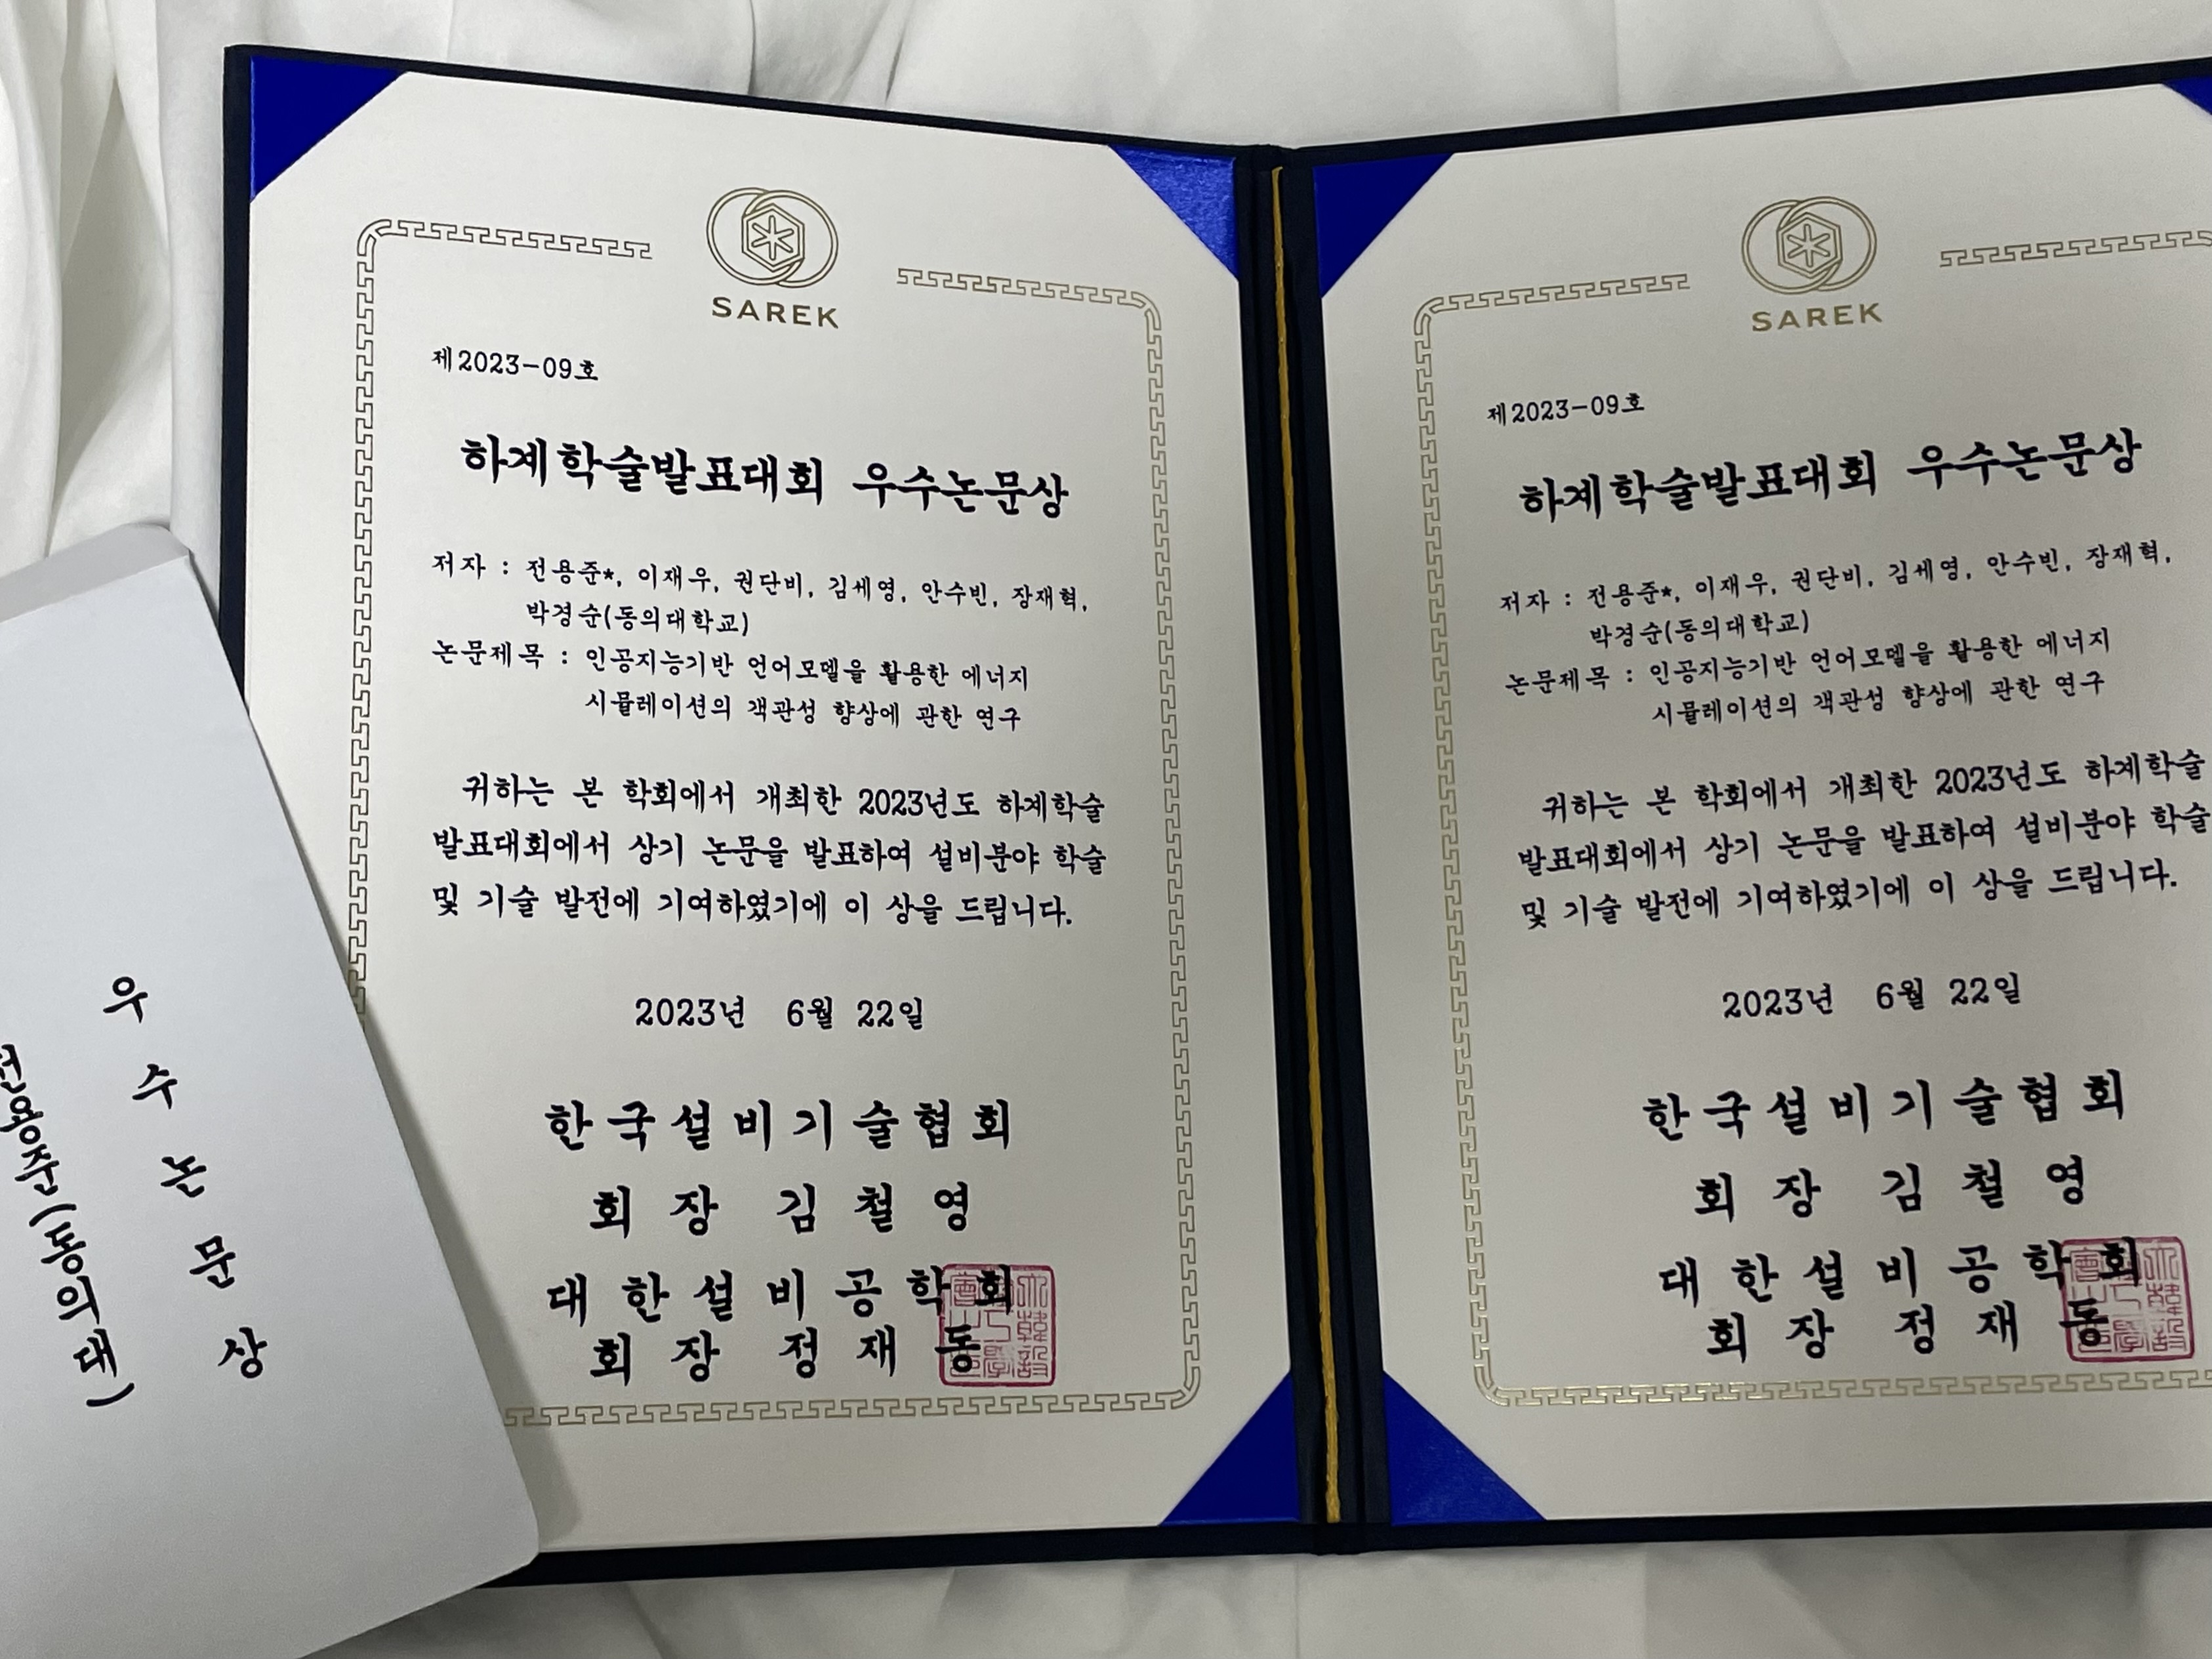 SAREK
제2023-09호
하계학술발표대회 우수논문상
저자 : 전용준*, 이재우, 권단비, 김세영, 안수빈, 장재혁,
박경순(동의대학교)
논문제목 : 인공지능기반 언어모델을 활용한 에너지
시뮬레이션의 객관성 향상에 관한 연구
귀하는 본 학회에서 개최한 2023년도 하계학술
발표대회에서 상기 논문을 발표하여 설비분야 학술
및 기술 발전에 기여하였기에 이 상을 드립니다.
2023년 6월 22일
한국설비기술협회
회장 김철영
대한설비공학회
회장 정재동
SAREK
제2023-09호
하계학술발표대회 우수논문상
저자 : 전용준*, 이재우, 권단비, 김세영, 안수빈, 장재혁,
박경순(동의대학교)
논문제목 : 인공지능기반 언어모델을 활용한 에너지
시뮬레이션의 객관성 향상에 관한 연구
귀하는 본 학회에서 개최한 2023년도 하계학술
발표대회에서 상기 논문을 발표하여 설비분야 학술
및 기술 발전에 기여하였기에 이 상을 드립니다.
2023년 6월 22일
한국설비기술협회
회장 김철영
대한설비공학회
회장 정재동
우수논문상
전용준(동의대)